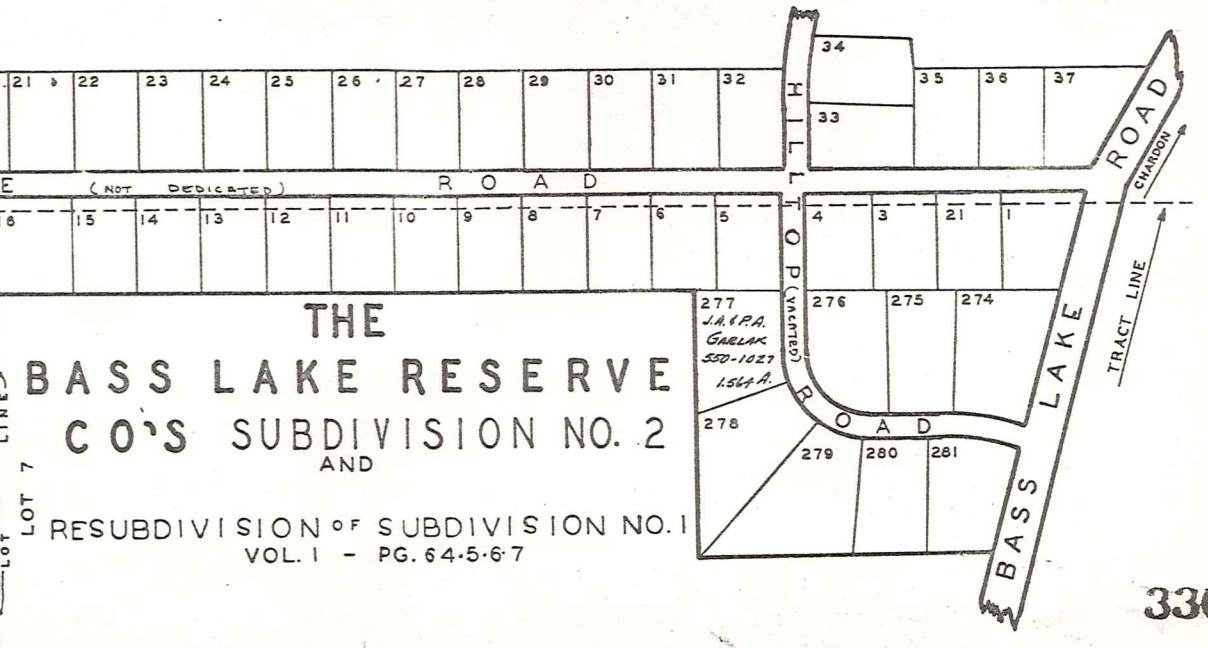 34
21 22 23 24 25 26 27 28 29 30 31 32 35 36 37
33
HILLTOP (VACATED) ROAD
BASS LAKE ROAD
CHARDON
TRACT LINE
E (NOT DEDICATED) ROAD
6 15 14 13 12 11 10 9 8 7 6 5 4 3 21 1
277
J.A. & P.A.
GARLAK
550-1027
1.564 A.
276 275 274
278
279 280 281
THE
BASS LAKE RESERVE
CO'S SUBDIVISION NO. 2
AND
RESUBDIVISION OF SUBDIVISION NO. 1
VOL. 1 - PG. 64·5·6·7
LOT 7
LOT LINE)
330